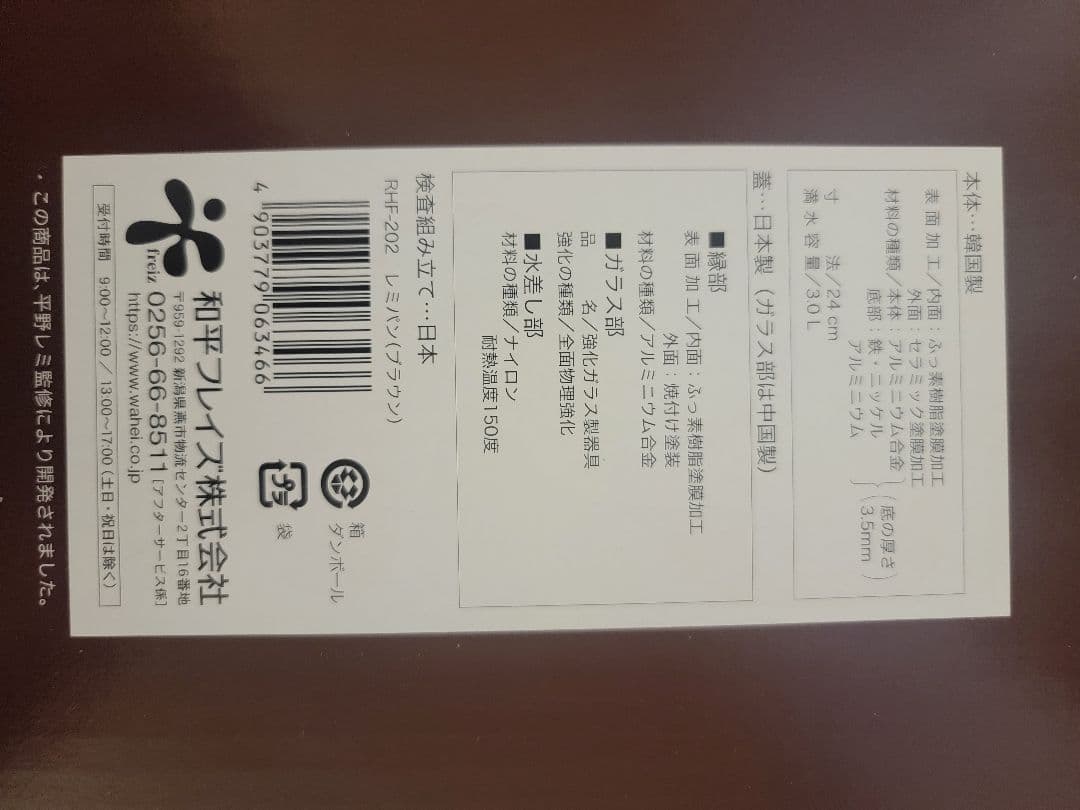 本体…韓国製
表面加工/内面:ふっ素樹脂塗膜加工
外面:セラミック塗膜加工
材料の種類/本体:アルミニウム合金
底部:鉄・ニッケル
アルミニウム
(底の厚さ 3.5mm)
寸法/24cm
満水容量/3.0L
蓋…日本製(ガラス部は中国製)
■縁部
表面加工/内面:ふっ素樹脂塗膜加工
外面:焼付け塗装
材料の種類/アルミニウム合金
■ガラス部
品名/強化ガラス製器具
強化の種類/全面物理強化
■水差し部
材料の種類/ナイロン
耐熱温度150度
検査組み立て…日本
RHF-202 レミパン(ブラウン)
4 903779 063466
箱
ダンボール
プラ
袋
freiz
和平フレイズ株式会社
〒959-1292 新潟県燕市物流センター2丁目16番地
0256-66-8511 [アフターサービス係]
https://www.wahei.co.jp
受付時間 9:00〜12:00 / 13:00〜17:00 (土日・祝日は除く)
・この商品は、平野レミ監修により開発されました。